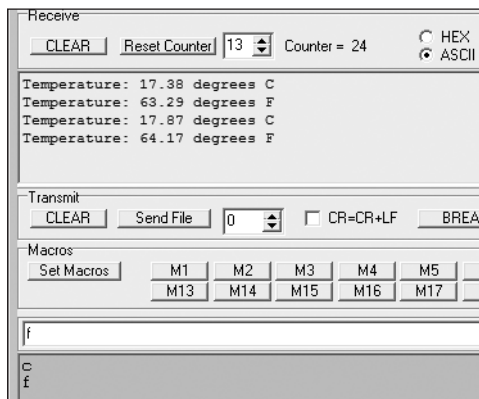 Receive
CLEAR Reset Counter 13 Counter = 24 HEX
ASCII
Temperature: 17.38 degrees C
Temperature: 63.29 degrees F
Temperature: 17.87 degrees C
Temperature: 64.17 degrees F
Transmit
CLEAR Send File 0 CR=CR+LF BREA
Macros
Set Macros M1 M2 M3 M4 M5
M13 M14 M15 M16 M17
f
c
f